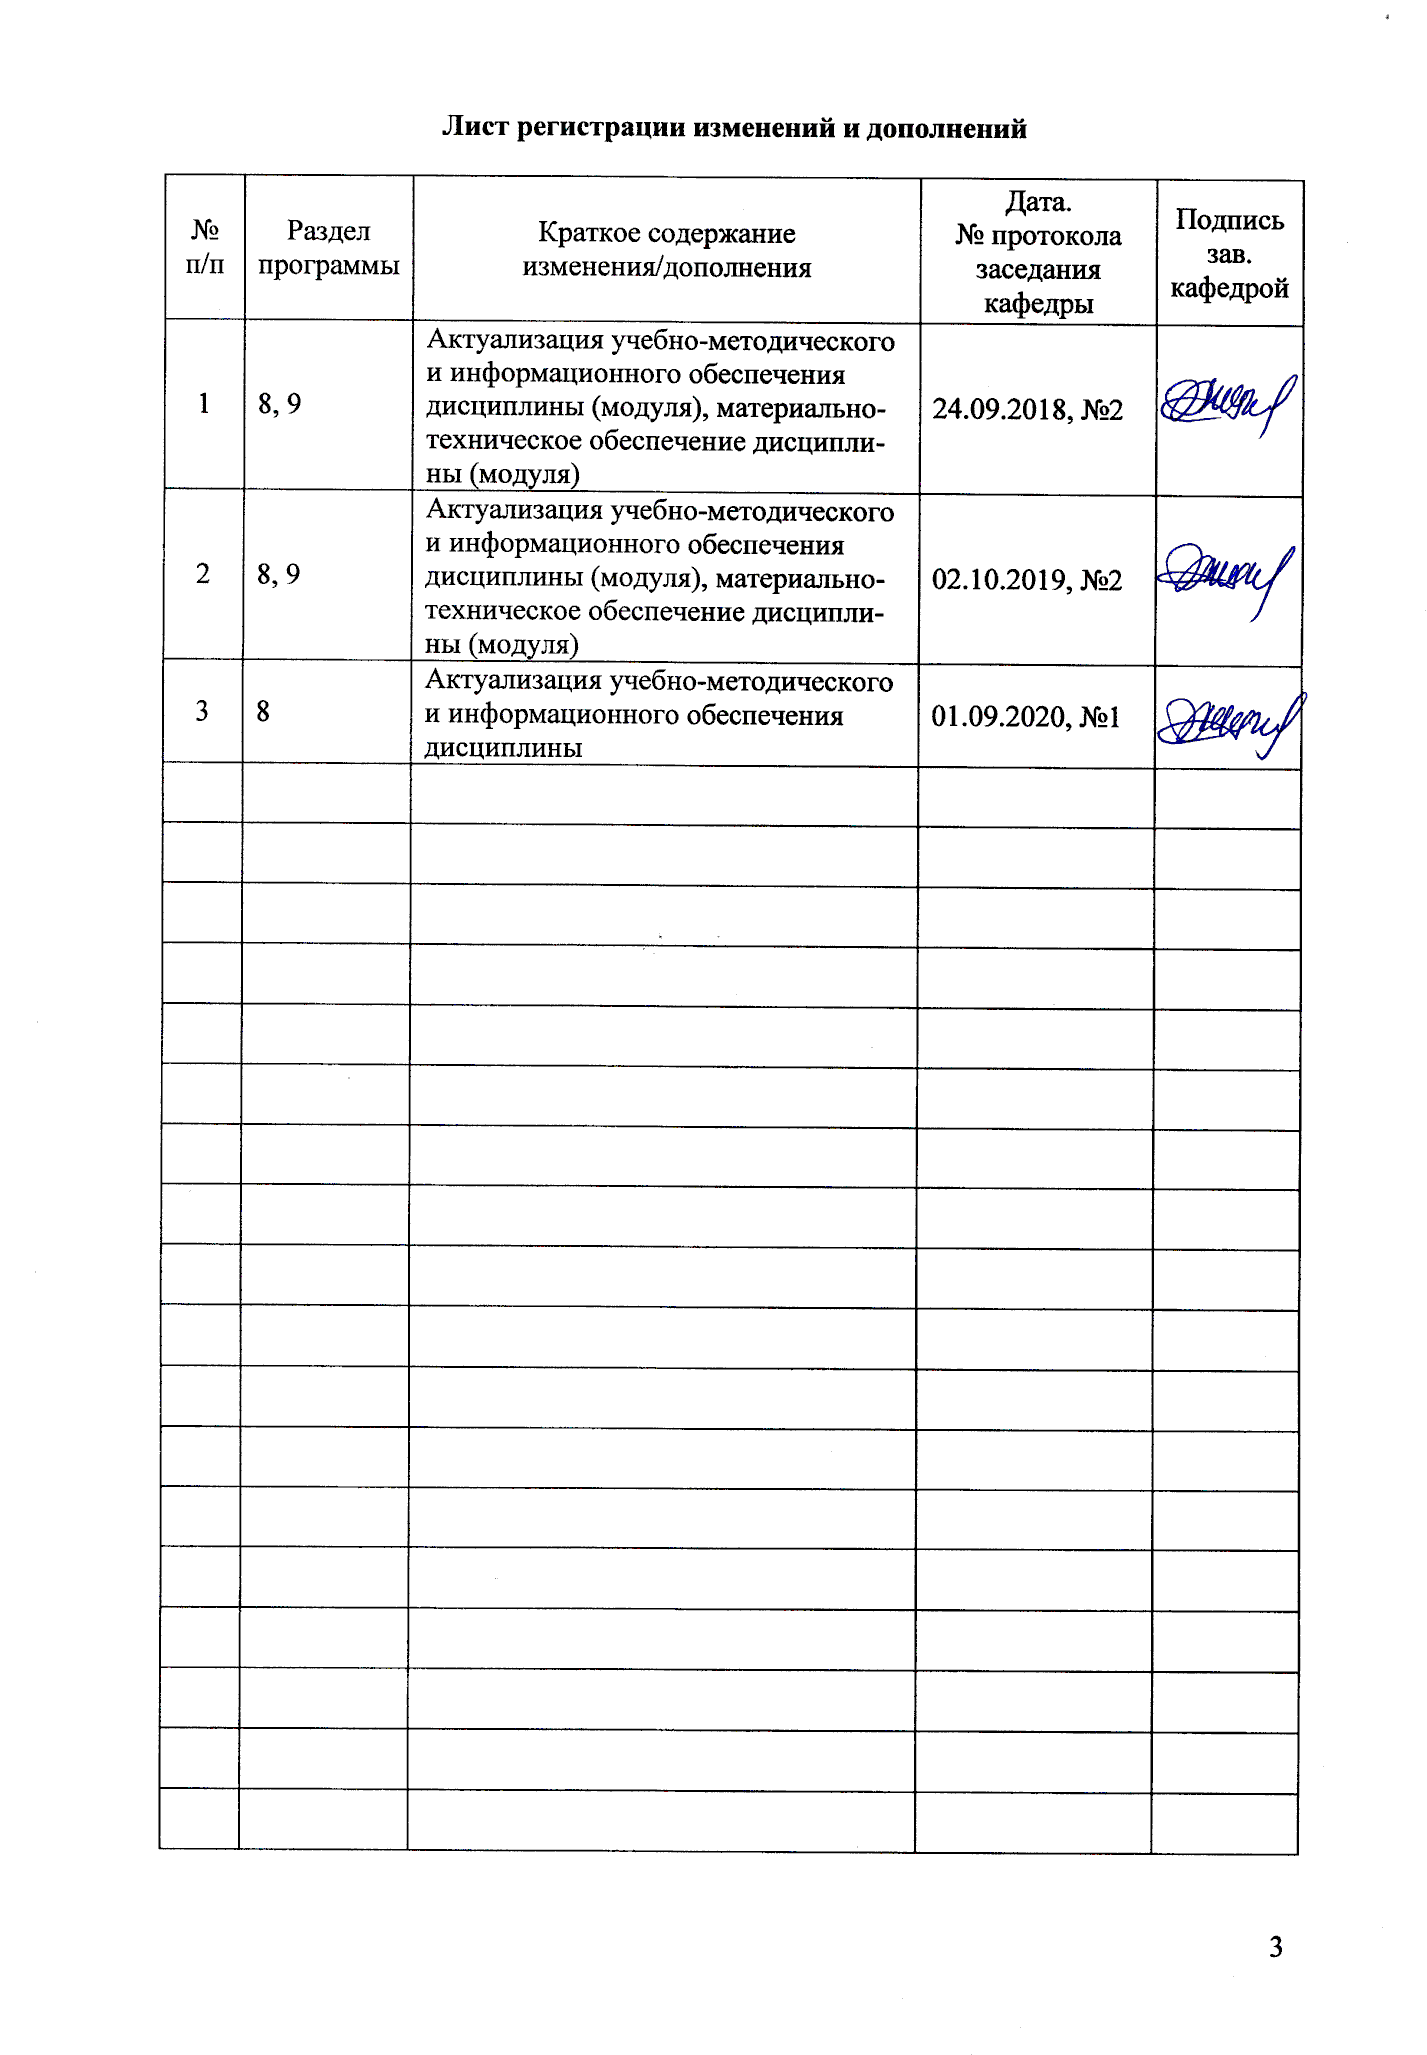 Лист регистрации изменений и дополнений
№
п/п
Раздел
программы
Краткое содержание
изменения/дополнения
Дата.
№ протокола
заседания
кафедры
Подпись
зав.
кафедрой
1
8, 9
Актуализация учебно-методического
и информационного обеспечения
дисциплины (модуля), материально-
техническое обеспечение дисципли-
ны (модуля)
24.09.2018, №2
2
8, 9
Актуализация учебно-методического
и информационного обеспечения
дисциплины (модуля), материально-
техническое обеспечение дисципли-
ны (модуля)
02.10.2019, №2
3
8
Актуализация учебно-методического
и информационного обеспечения
дисциплины
01.09.2020, №1
3